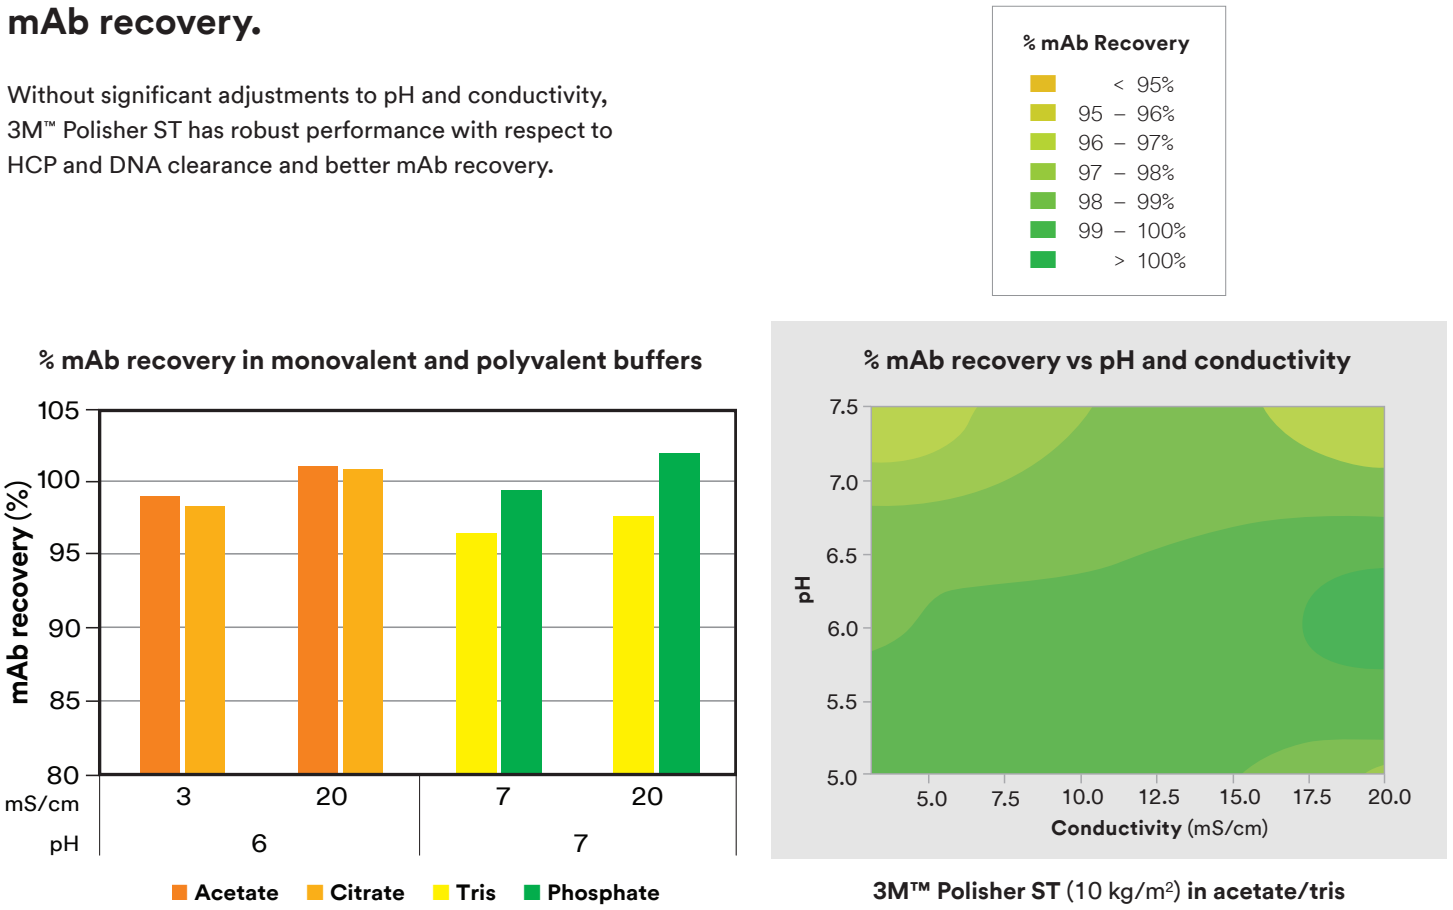 mAb recovery.
Without significant adjustments to pH and conductivity,
3M™ Polisher ST has robust performance with respect to
HCP and DNA clearance and better mAb recovery.
% mAb Recovery
< 95%
95 – 96%
96 – 97%
97 – 98%
98 – 99%
99 – 100%
> 100%
% mAb recovery in monovalent and polyvalent buffers
mAb recovery (%)
105
100
95
90
85
80
mS/cm 3 20 7 20
pH 6 7
Acetate Citrate Tris Phosphate
% mAb recovery vs pH and conductivity
pH
7.5
7.0
6.5
6.0
5.5
5.0
5.0 7.5 10.0 12.5 15.0 17.5 20.0
Conductivity (mS/cm)
3M™ Polisher ST (10 kg/m²) in acetate/tris